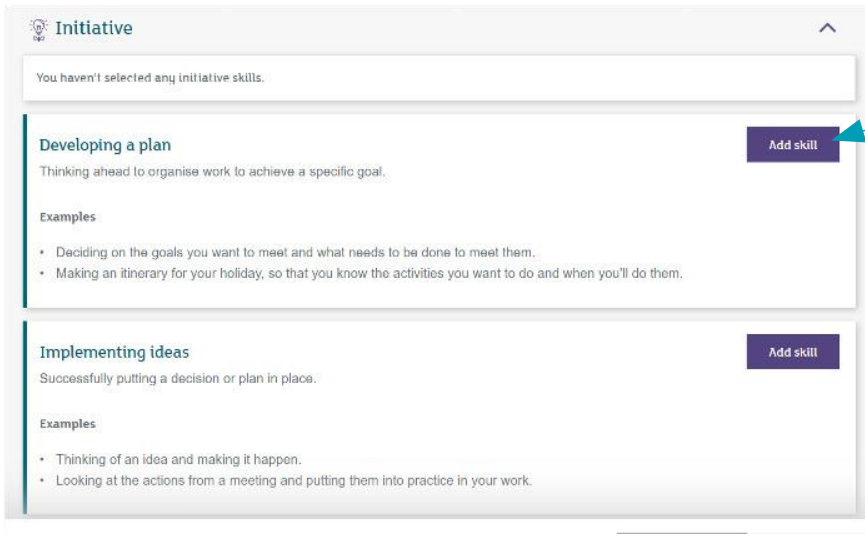 Initiative
You haven't selected any initiative skills.
Developing a plan
Add skill
Thinking ahead to organise work to achieve a specific goal.
Examples
• Deciding on the goals you want to meet and what needs to be done to meet them.
• Making an itinerary for your holiday, so that you know the activities you want to do and when you'll do them.
Implementing ideas
Add skill
Successfully putting a decision or plan in place.
Examples
• Thinking of an idea and making it happen.
• Looking at the actions from a meeting and putting them into practice in your work.